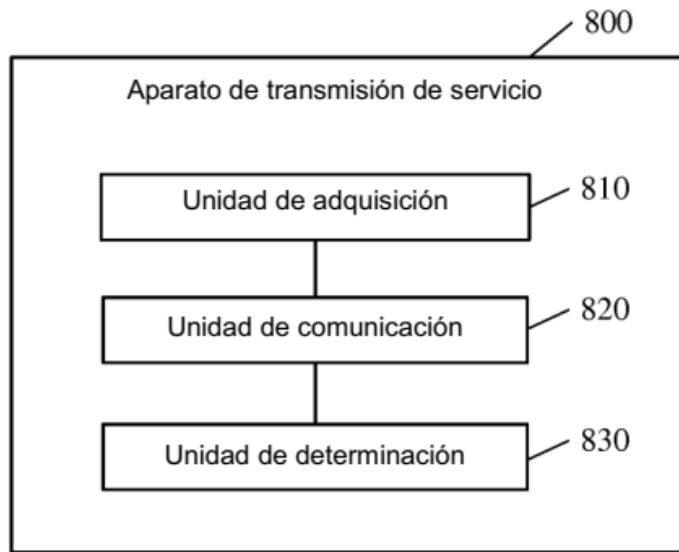 800
Aparato de transmisión de servicio
Unidad de adquisición
810
Unidad de comunicación
820
Unidad de determinación
830